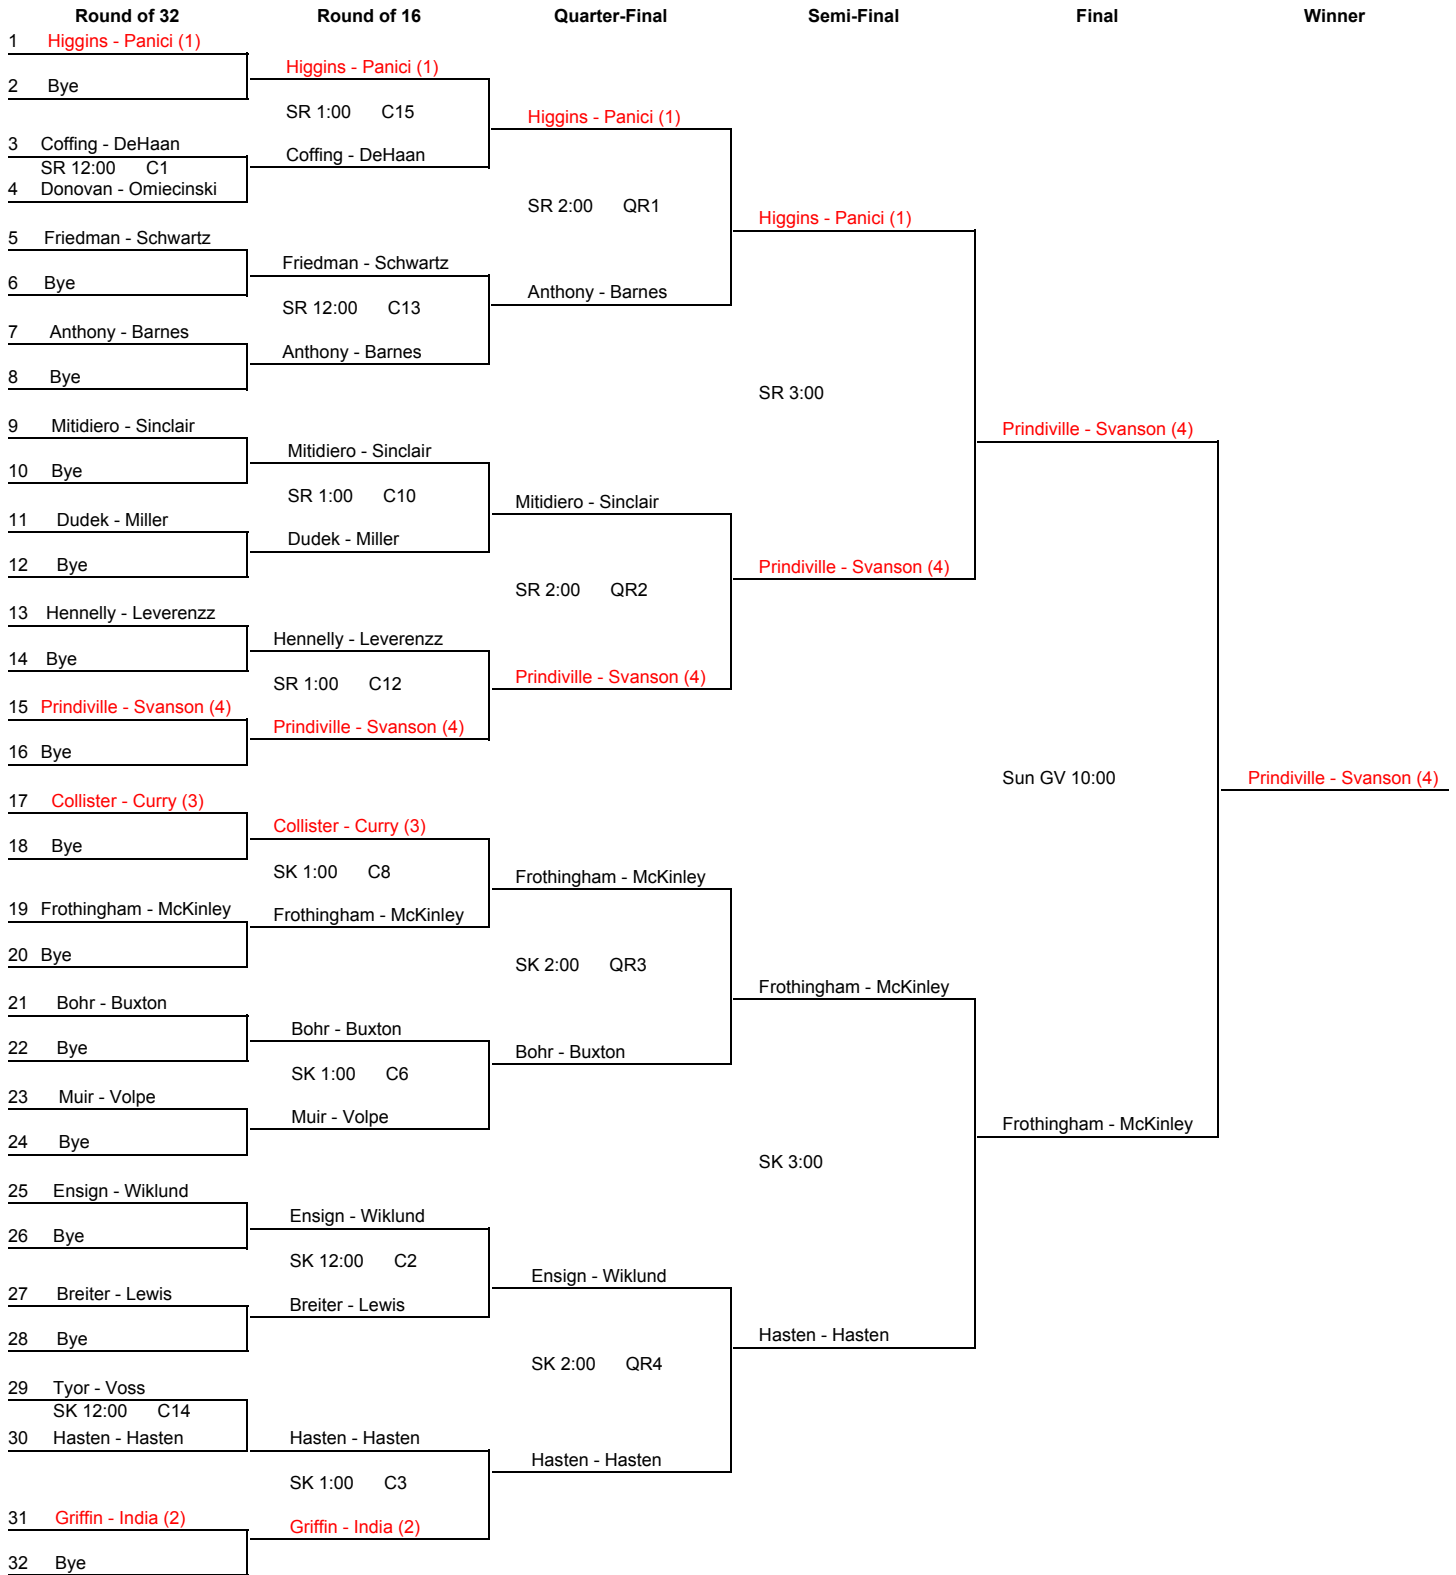 Round of 32 Round of 16 Quarter-Final Semi-Final Final Winner
1 Higgins - Panici (1)
2 Bye
3 Coffing - DeHaan
SR 12:00 C1
4 Donovan - Omiecinski
5 Friedman - Schwartz
6 Bye
7 Anthony - Barnes
8 Bye
9 Mitidiero - Sinclair
10 Bye
11 Dudek - Miller
12 Bye
13 Hennelly - Leverenzz
14 Bye
15 Prindiville - Svanson (4)
16 Bye
17 Collister - Curry (3)
18 Bye
19 Frothingham - McKinley
20 Bye
21 Bohr - Buxton
22 Bye
23 Muir - Volpe
24 Bye
25 Ensign - Wiklund
26 Bye
27 Breiter - Lewis
28 Bye
29 Tyor - Voss
SK 12:00 C14
30 Hasten - Hasten
31 Griffin - India (2)
32 Bye
Higgins - Panici (1)
SR 1:00 C15
Coffing - DeHaan
Friedman - Schwartz
SR 12:00 C13
Anthony - Barnes
Mitidiero - Sinclair
SR 1:00 C10
Dudek - Miller
Hennelly - Leverenzz
SR 1:00 C12
Prindiville - Svanson (4)
Collister - Curry (3)
SK 1:00 C8
Frothingham - McKinley
Bohr - Buxton
SK 1:00 C6
Muir - Volpe
Ensign - Wiklund
SK 12:00 C2
Breiter - Lewis
Hasten - Hasten
SK 1:00 C3
Griffin - India (2)
Higgins - Panici (1)
SR 2:00 QR1
Anthony - Barnes
Mitidiero - Sinclair
SR 2:00 QR2
Prindiville - Svanson (4)
Frothingham - McKinley
SK 2:00 QR3
Bohr - Buxton
Ensign - Wiklund
SK 2:00 QR4
Hasten - Hasten
Higgins - Panici (1)
SR 3:00
Prindiville - Svanson (4)
Frothingham - McKinley
SK 3:00
Hasten - Hasten
Prindiville - Svanson (4)
Sun GV 10:00
Frothingham - McKinley
Prindiville - Svanson (4)